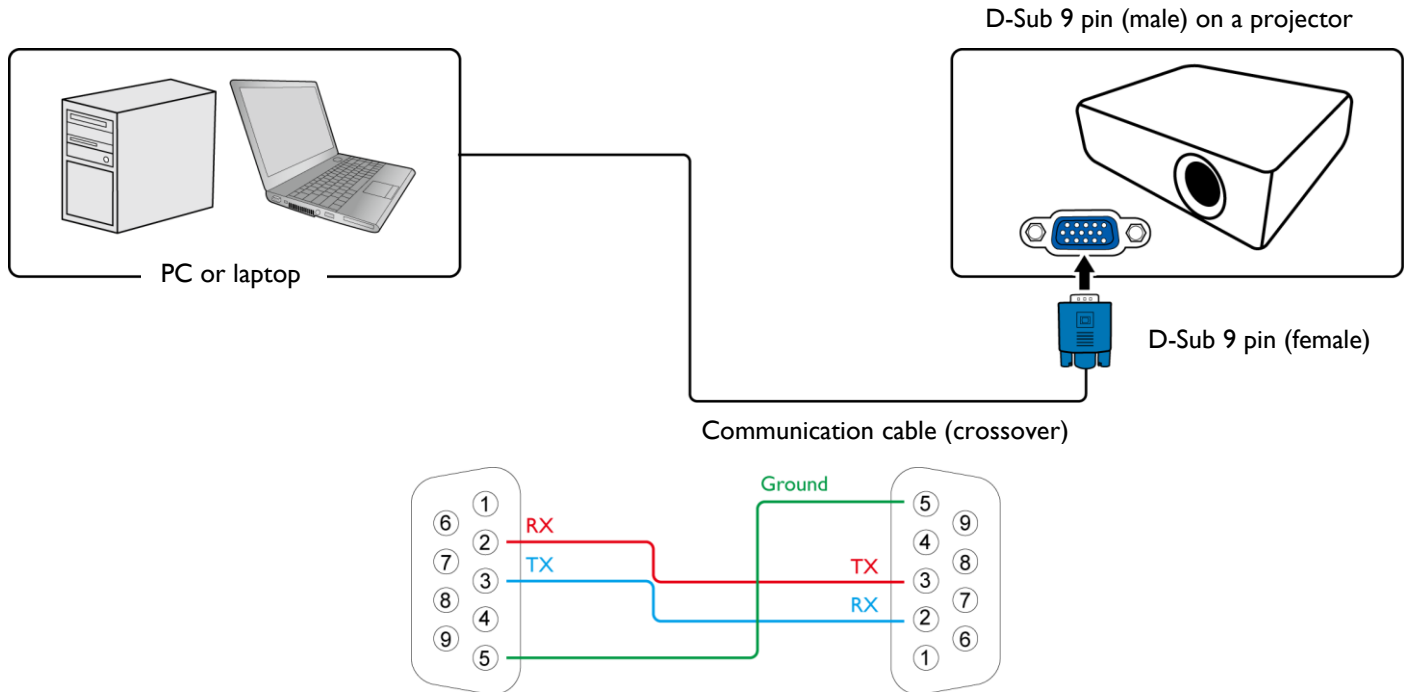 D-Sub 9 pin (male) on a projector
PC or laptop
D-Sub 9 pin (female)
Communication cable (crossover)
Ground
1
6
5
9
RX
2
4
7
8
TX
TX
3
3
8
7
RX
4
2
9
6
5
1